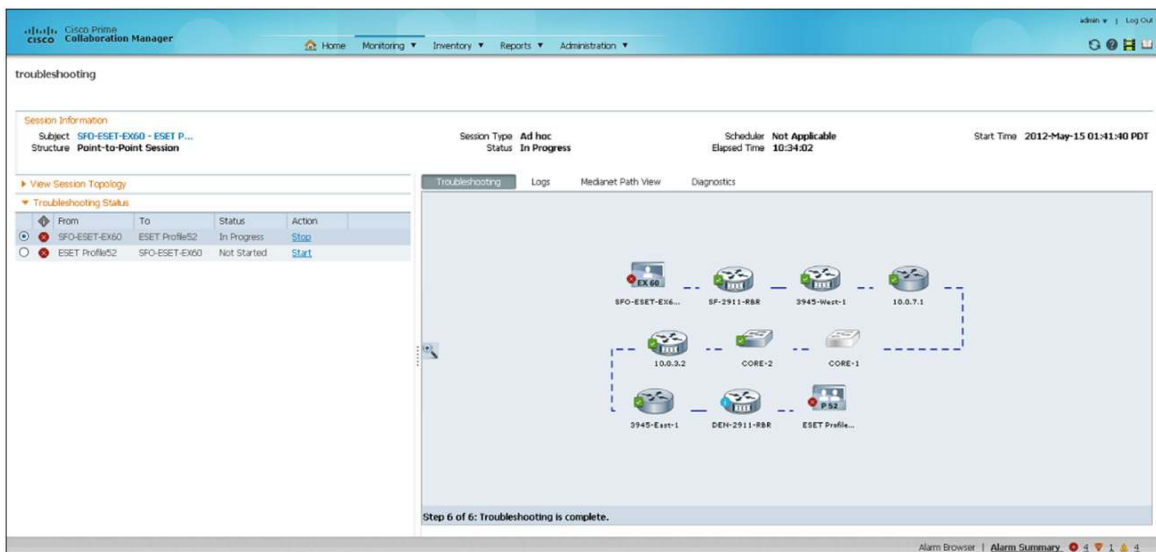 admin | Log Out
Cisco Prime
CISCO Collaboration Manager
Home Monitoring Inventory Reports Administration
troubleshooting
Session Information
Subject SFO-ESET-EX60 - ESET P...
Structure Point-to-Point Session
Session Type Ad hoc
Status In Progress
Scheduler Not Applicable
Elapsed Time 10:34:02
Start Time 2012-May-15 01:41:40 PDT
View Session Topology
Troubleshooting Status
From To Status Action
SFO-ESET-EX60 ESET Profile52 In Progress Stop
ESET Profile52 SFO-ESET-EX60 Not Started Start
Troubleshooting Logs Medianet Path View Diagnostics
EX 60
SFO-ESET-EX6... SF-2911-RBR 3945-West-1 10.0.7.1
10.0.3.2 CORE-2 CORE-1
P 52
3945-East-1 DEN-2911-RBR ESET Profile...
Step 6 of 6: Troubleshooting is complete.
Alarm Browser | Alarm Summary 4 1 4